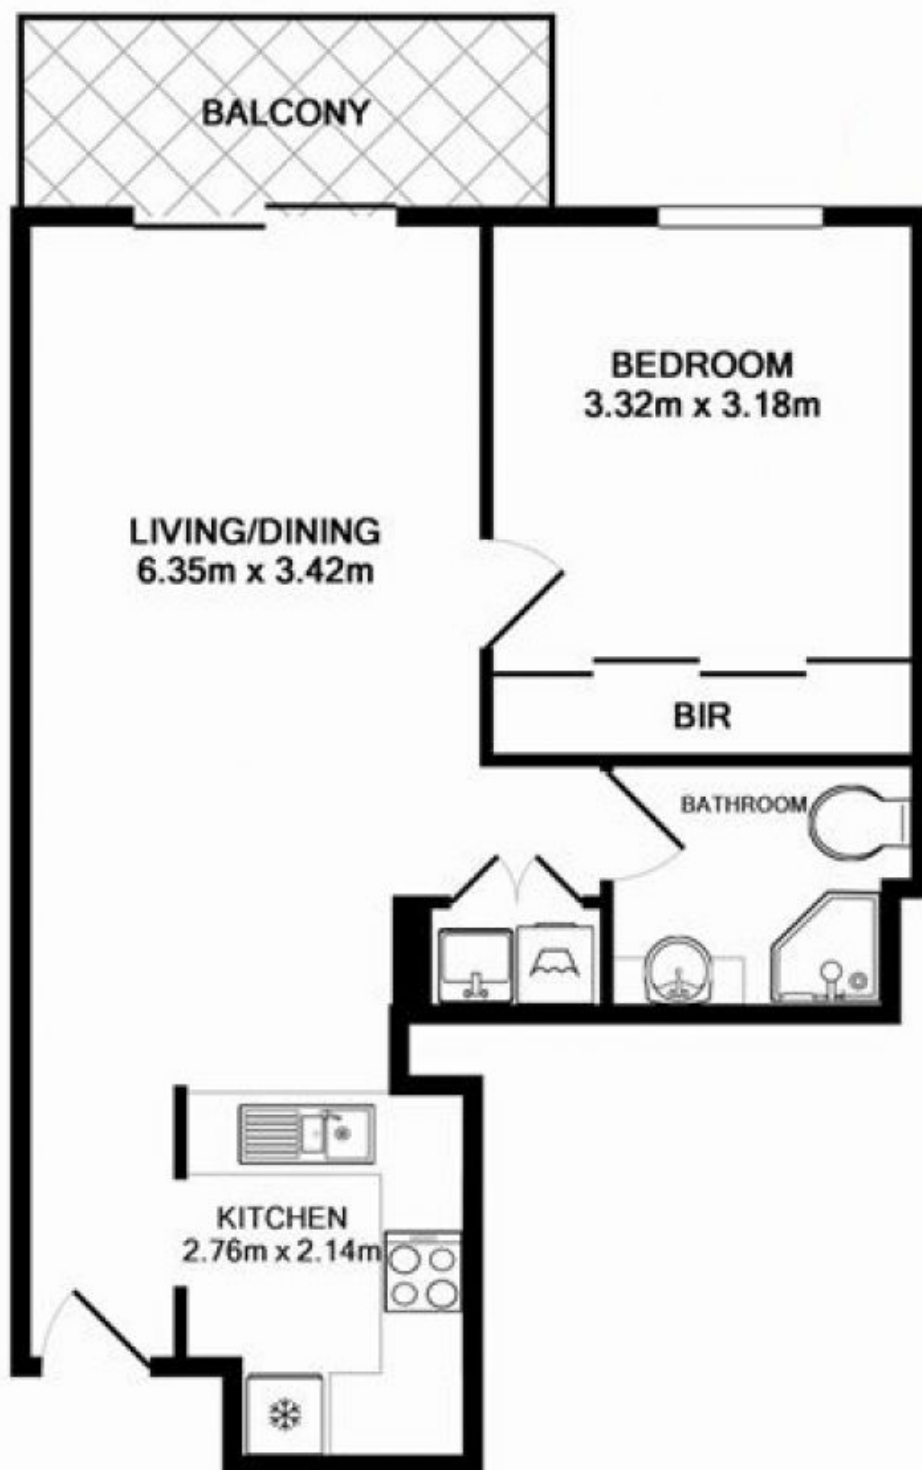 BALCONY
BEDROOM
3.32m x 3.18m
LIVING/DINING
6.35m x 3.42m
BIR
BATHROOM
KITCHEN
2.76m x 2.14m